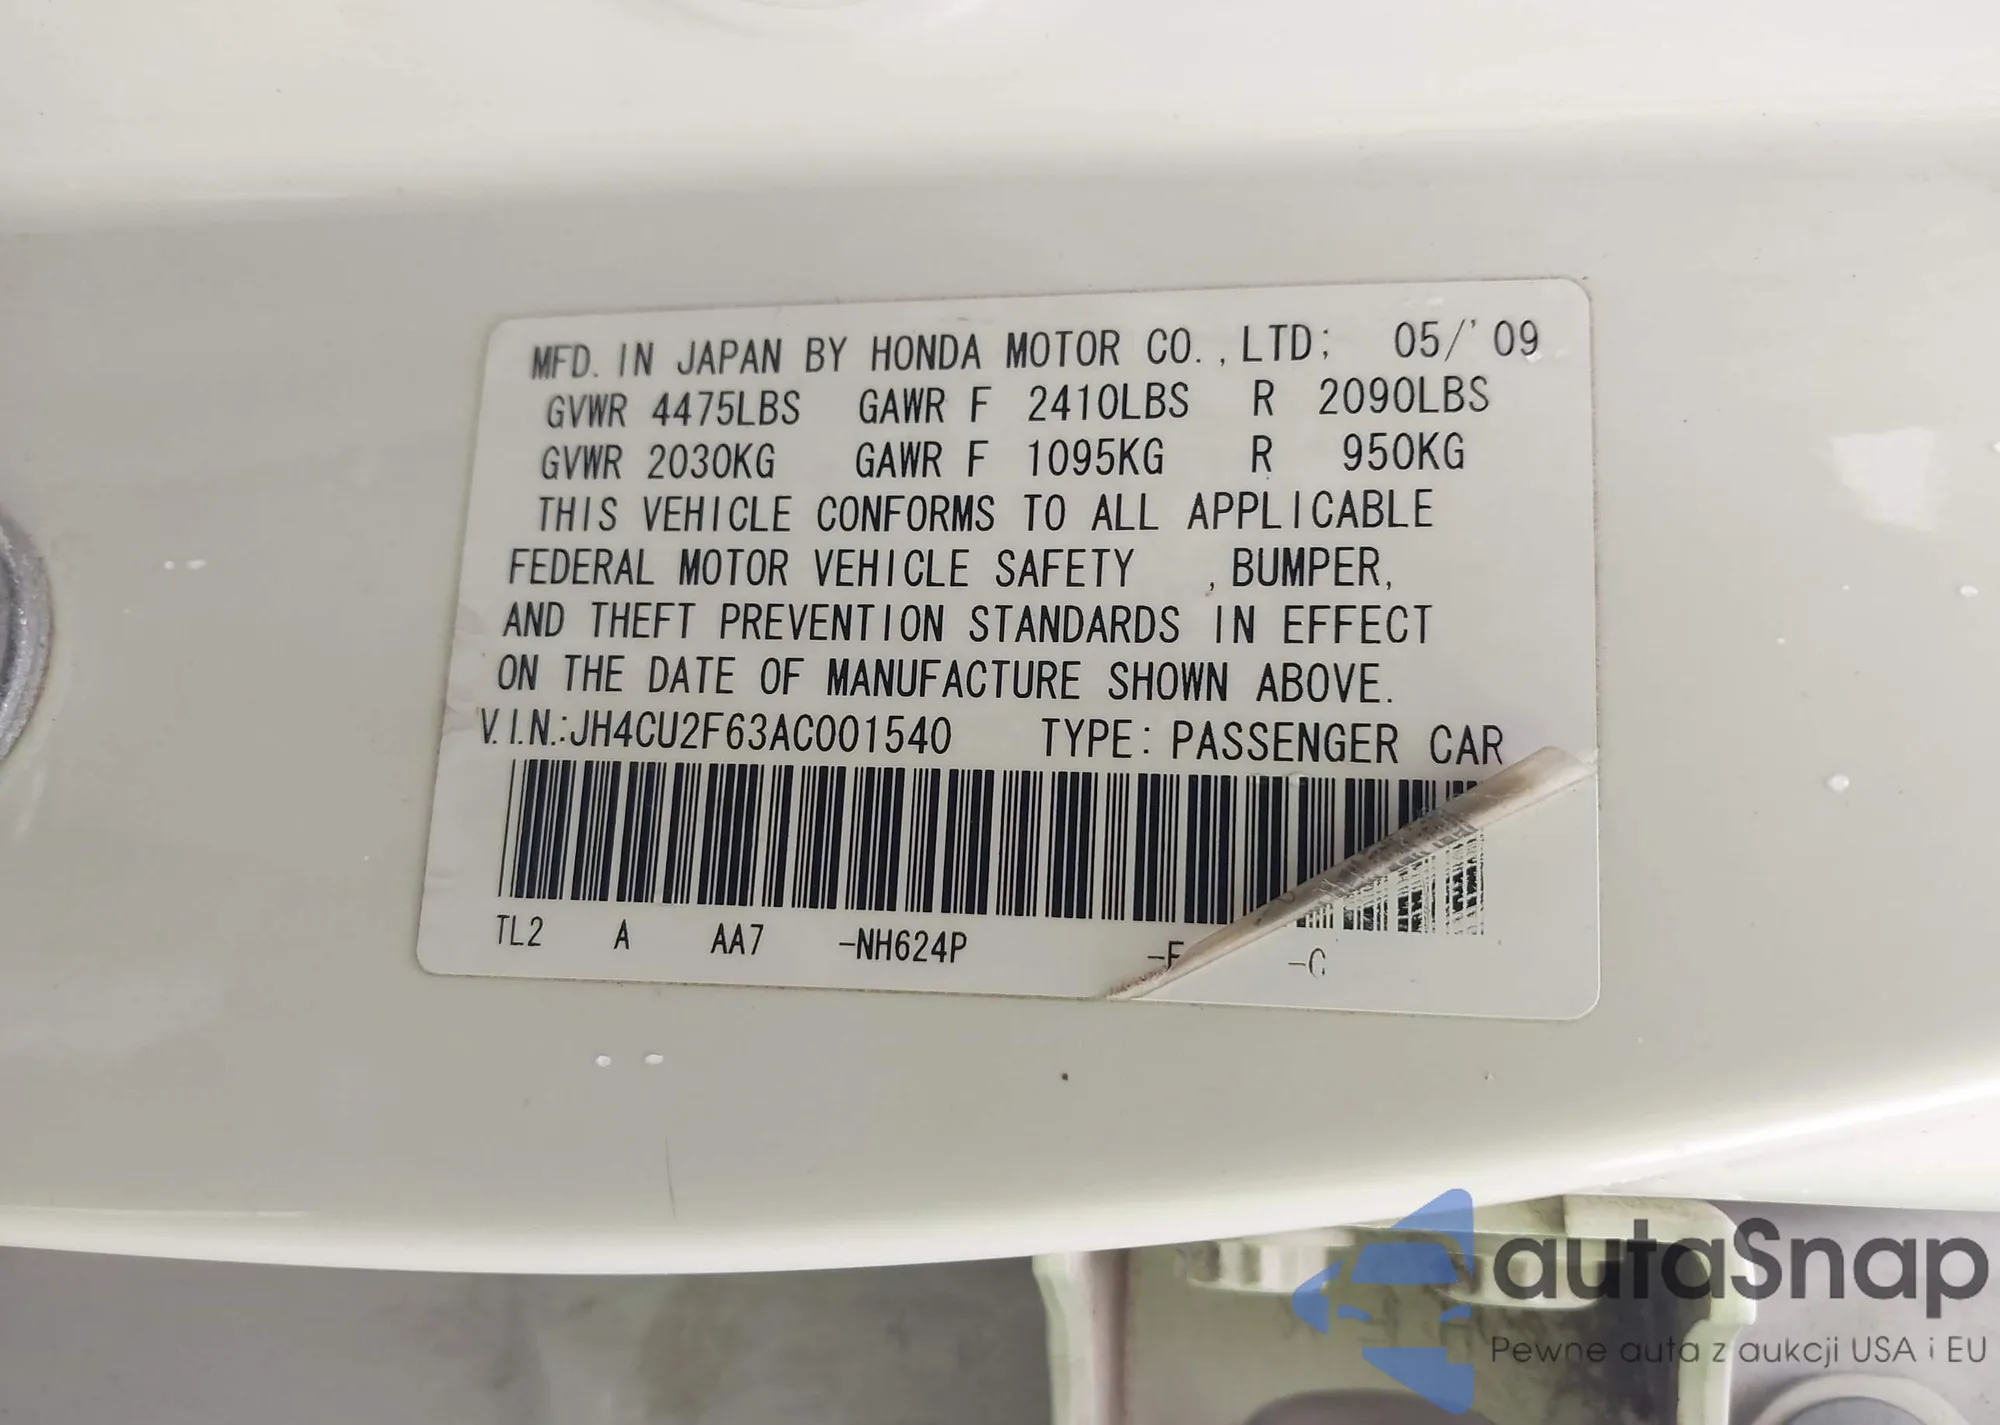 MFD. IN JAPAN BY HONDA MOTOR CO., LTD; 05/'09
GVWR 4475LBS GAWR F 2410LBS R 2090LBS
GVWR 2030KG GAWR F 1095KG R 950KG
THIS VEHICLE CONFORMS TO ALL APPLICABLE
FEDERAL MOTOR VEHICLE SAFETY , BUMPER,
AND THEFT PREVENTION STANDARDS IN EFFECT
ON THE DATE OF MANUFACTURE SHOWN ABOVE.
V.I.N.:JH4CU2F63AC001540 TYPE: PASSENGER CAR
TL2 A AA7 -NH624P
autaSnap
Pewne auta z aukcji USA i EU